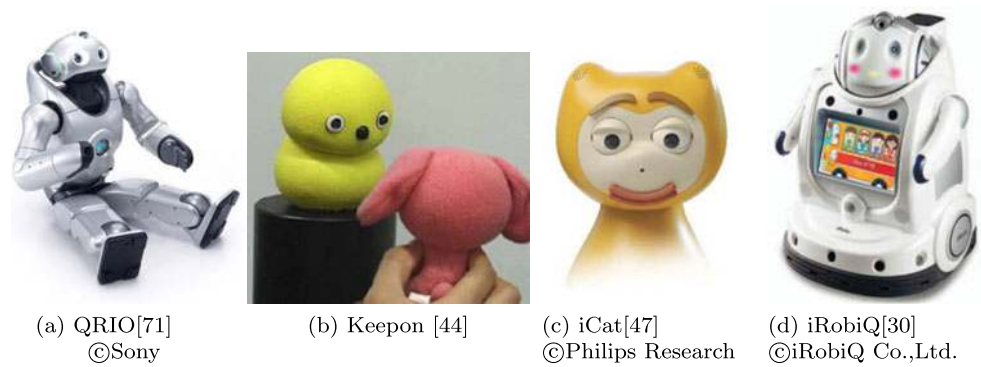 (a) QRIO[71]
©Sony
(b) Keepon [44]
(c) iCat[47]
©Philips Research
(d) iRobiQ[30]
©iRobiQ Co.,Ltd.